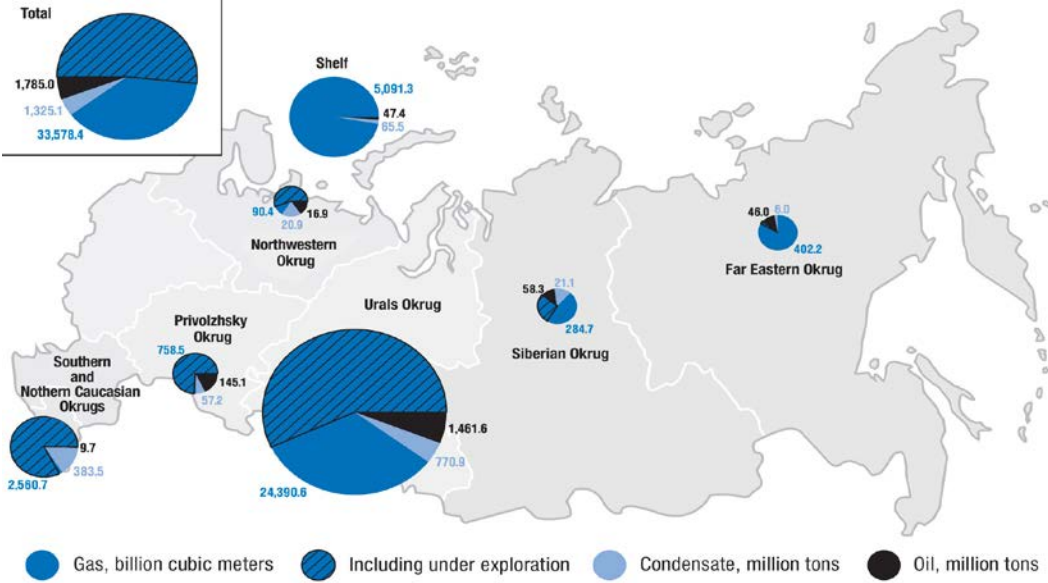 Total
1,785.0
1,325.1
33,578.4
Shelf
5,091.3
47.4
65.5
90.4
16.9
20.9
Northwestern
Okrug
46.0
6.0
402.2
Far Eastern Okrug
Urals Okrug
58.3
21.1
284.7
Siberian Okrug
Privolzhsky
Okrug
758.5
145.1
57.2
Southern
and
Nothern Caucasian
Okrugs
9.7
383.5
2,560.7
1,461.6
770.9
24,390.6
Gas, billion cubic meters
Including under exploration
Condensate, million tons
Oil, million tons